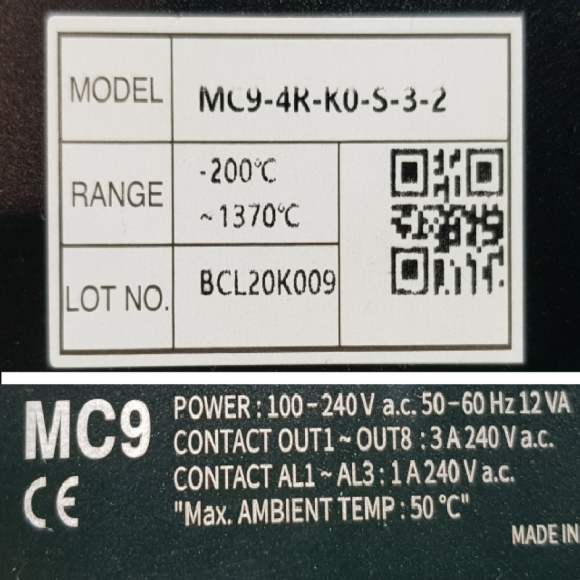 MODEL MC9-4R-K0-S-3-2
RANGE -200℃
~1370℃
LOT NO. BCL20K009
MC9 POWER : 100-240 V a.c. 50-60 Hz 12 VA
CONTACT OUT1 ~ OUT8 : 3 A 240 V a.c.
CONTACT AL1 ~ AL3 : 1 A 240 V a.c.
CE "Max. AMBIENT TEMP : 50 ℃"
MADE IN